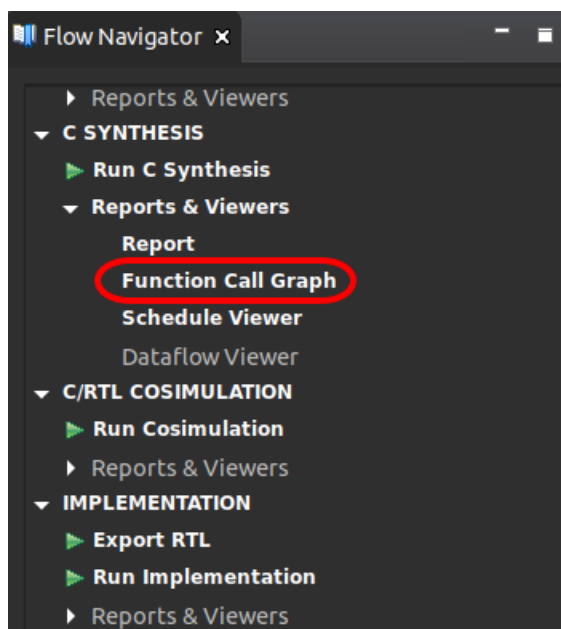 Flow Navigator
Reports & Viewers
C SYNTHESIS
Run C Synthesis
Reports & Viewers
Report
Function Call Graph
Schedule Viewer
Dataflow Viewer
C/RTL COSIMULATION
Run Cosimulation
Reports & Viewers
IMPLEMENTATION
Export RTL
Run Implementation
Reports & Viewers